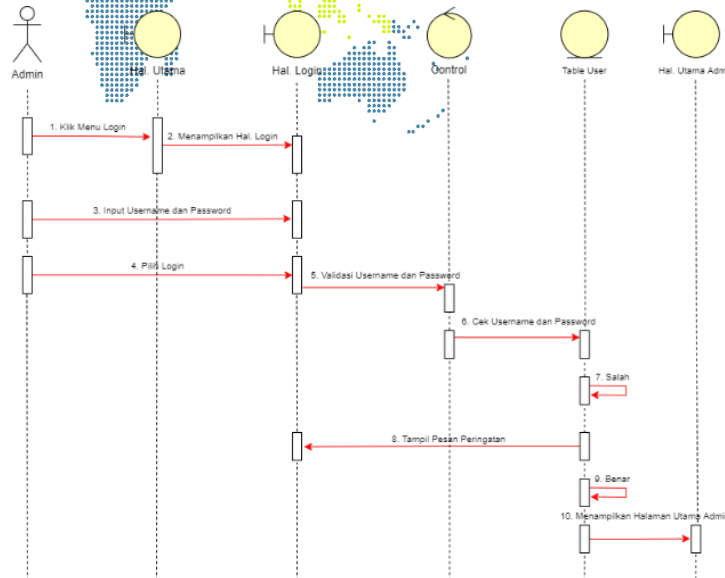 Admin
Hal. Utama
Hal. Login
Control
Table User
Hal. Utama Admi
1. Klik Menu Login
2. Menampilkan Hal. Login
3. Input Username dan Password
4. Pilih Login
5. Validasi Username dan Password
6. Cek Username dan Password
7. Salah
8. Tampil Pesan Peringatan
9. Benar
10. Menampilkan Halaman Utama Admi